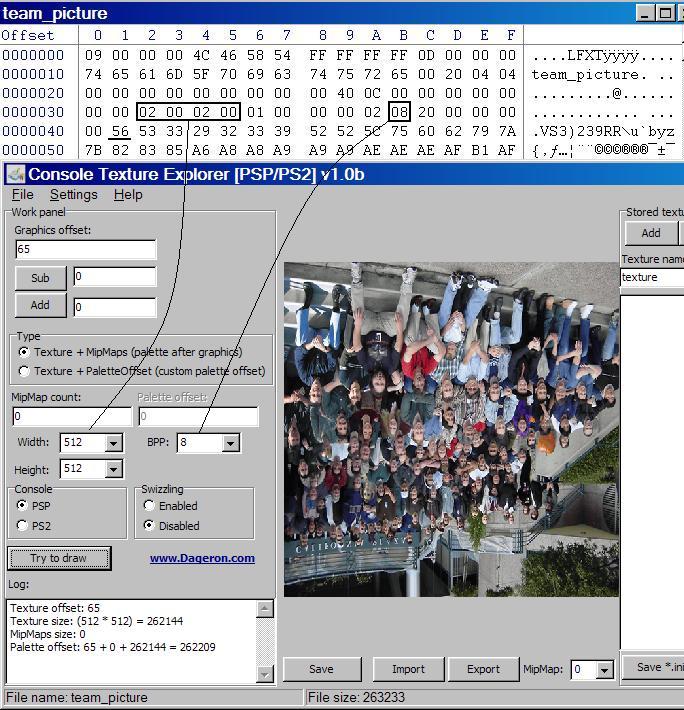 team_picture
Offset 0 1 2 3 4 5 6 7 8 9 A B C D E F
0000000 09 00 00 00 4C 46 58 54 FF FF FF FF 0D 00 00 00 ....LFXTÿÿÿÿ....
0000010 74 65 61 6D 5F 70 69 63 74 75 72 65 00 20 04 04 team_picture. ..
0000020 00 00 00 00 00 00 00 00 00 40 0C 00 00 00 00 00 .........@......
0000030 00 00 02 00 02 00 01 00 00 00 02 08 20 00 00 00 ............ ...
0000040 00 56 53 33 29 32 33 39 52 52 5C 75 60 62 79 7A .VS3)239RR\u`byz
0000050 7B 82 83 85 A6 A8 A8 A9 A9 A9 AE AE AE AF B1 AF {‚ƒ…¦¨¨©©©®®®¯±¯
Console Texture Explorer [PSP/PS2] v1.0b
File Settings Help
Work panel
Graphics offset:
65
Sub 0
Add 0
Type
Texture + MipMaps (palette after graphics)
Texture + PaletteOffset (custom palette offset)
MipMap count: Palette offset:
0 0
Width: 512 BPP: 8
Height: 512
Console Swizzling
PSP Enabled
PS2 Disabled
Try to draw www.Dageron.com
Log:
Texture offset: 65
Texture size: (512 * 512) = 262144
MipMaps size: 0
Palette offset: 65 + 0 + 262144 = 262209
Stored textu
Add
Texture name
texture
Save Import Export MipMap: 0 Save *.ini
File name: team_picture File size: 263233